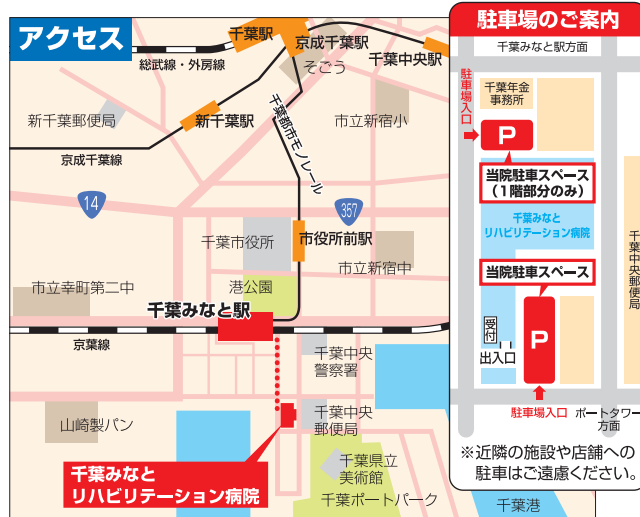 アクセス
千葉駅
京成千葉駅
総武線・外房線
そごう
千葉中央駅
新千葉郵便局
新千葉駅
千葉都市モノレール
市立新宿小
京成千葉線
14
357
千葉市役所
市役所前駅
市立新宿中
市立幸町第二中
港公園
千葉みなと駅
京葉線
千葉中央
警察署
山崎製パン
千葉中央
郵便局
千葉みなと
リハビリテーション病院
千葉県立
美術館
千葉ポートパーク
千葉港
駐車場のご案内
千葉みなと駅方面
駐車場入口
千葉年金
事務所
P
当院駐車スペース
(1階部分のみ)
千葉みなと
リハビリテーション病院
当院駐車スペース
千葉中央郵便局
受付
P
出入口
駐車場入口
ポートタワー
方面
※近隣の施設や店舗への
駐車はご遠慮ください。